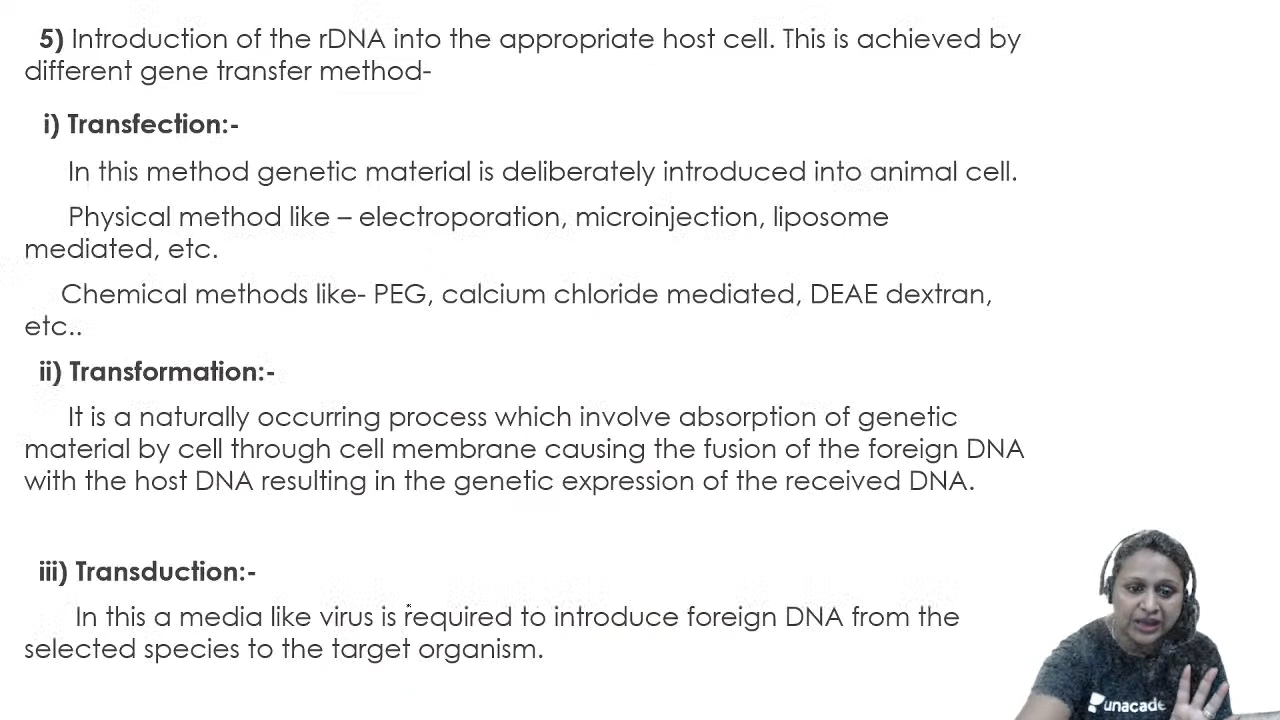 5) Introduction of the rDNA into the appropriate host cell. This is achieved by
different gene transfer method-
i) Transfection:-
In this method genetic material is deliberately introduced into animal cell.
Physical method like – electroporation, microinjection, liposome
mediated, etc.
Chemical methods like- PEG, calcium chloride mediated, DEAE dextran,
etc..
ii) Transformation:-
It is a naturally occurring process which involve absorption of genetic
material by cell through cell membrane causing the fusion of the foreign DNA
with the host DNA resulting in the genetic expression of the received DNA.
iii) Transduction:-
In this a media like virus is required to introduce foreign DNA from the
selected species to the target organism.
unacade